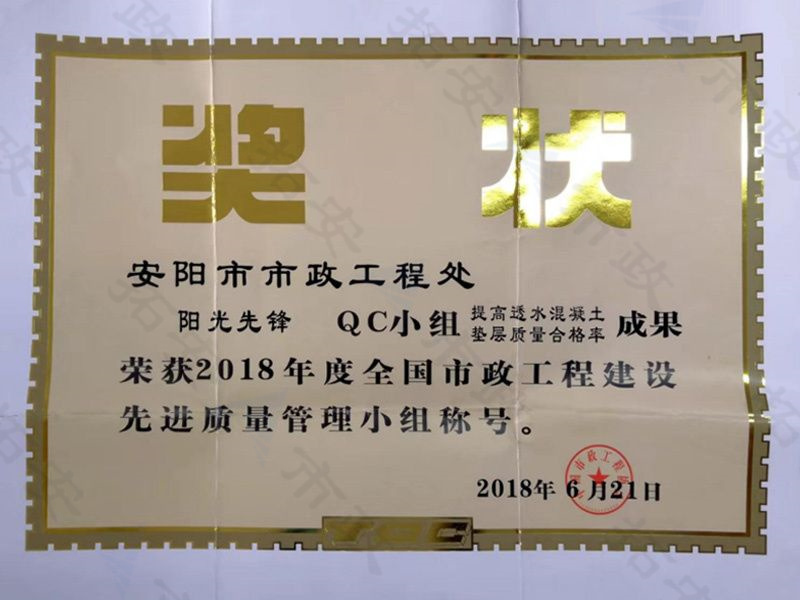 奖 状
安阳市市政工程处
阳光先锋 QC小组 提高透水混凝土垫层质量合格率 成果
荣获2018年度全国市政工程建设
先进质量管理小组称号。
2018年6月21日
TQC